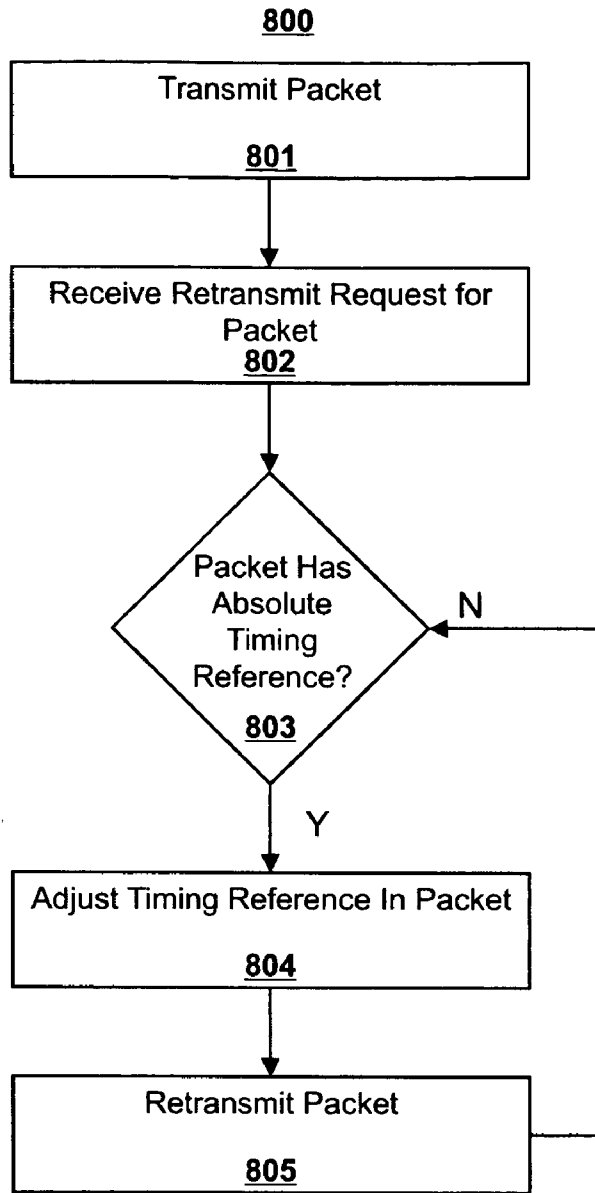 800
Transmit Packet
801
Receive Retransmit Request for
Packet
802
Packet Has
Absolute
Timing
Reference?
803
N
Y
Adjust Timing Reference In Packet
804
Retransmit Packet
805